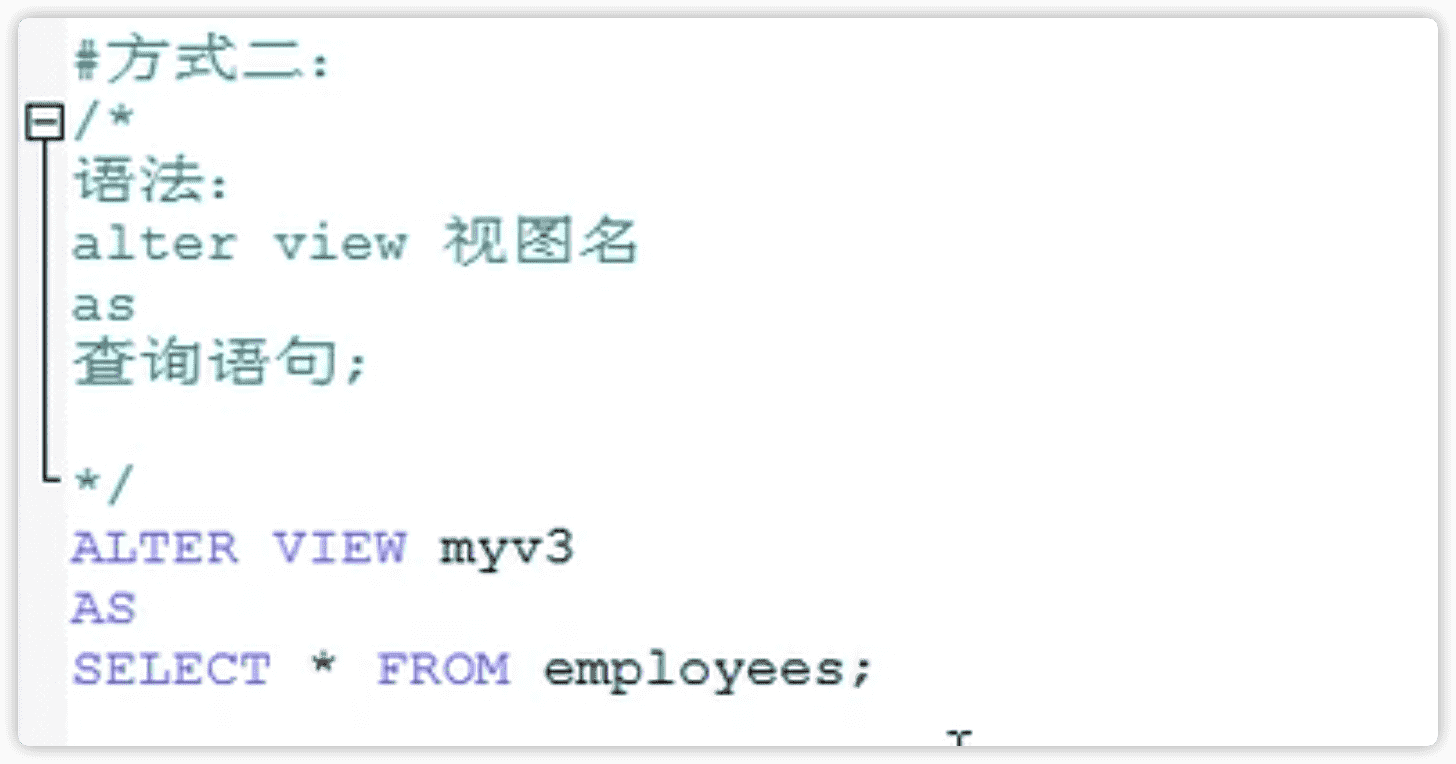 #方式二：
/*
语法：
alter view 视图名
as
查询语句;
*/
ALTER VIEW myv3
AS
SELECT * FROM employees;